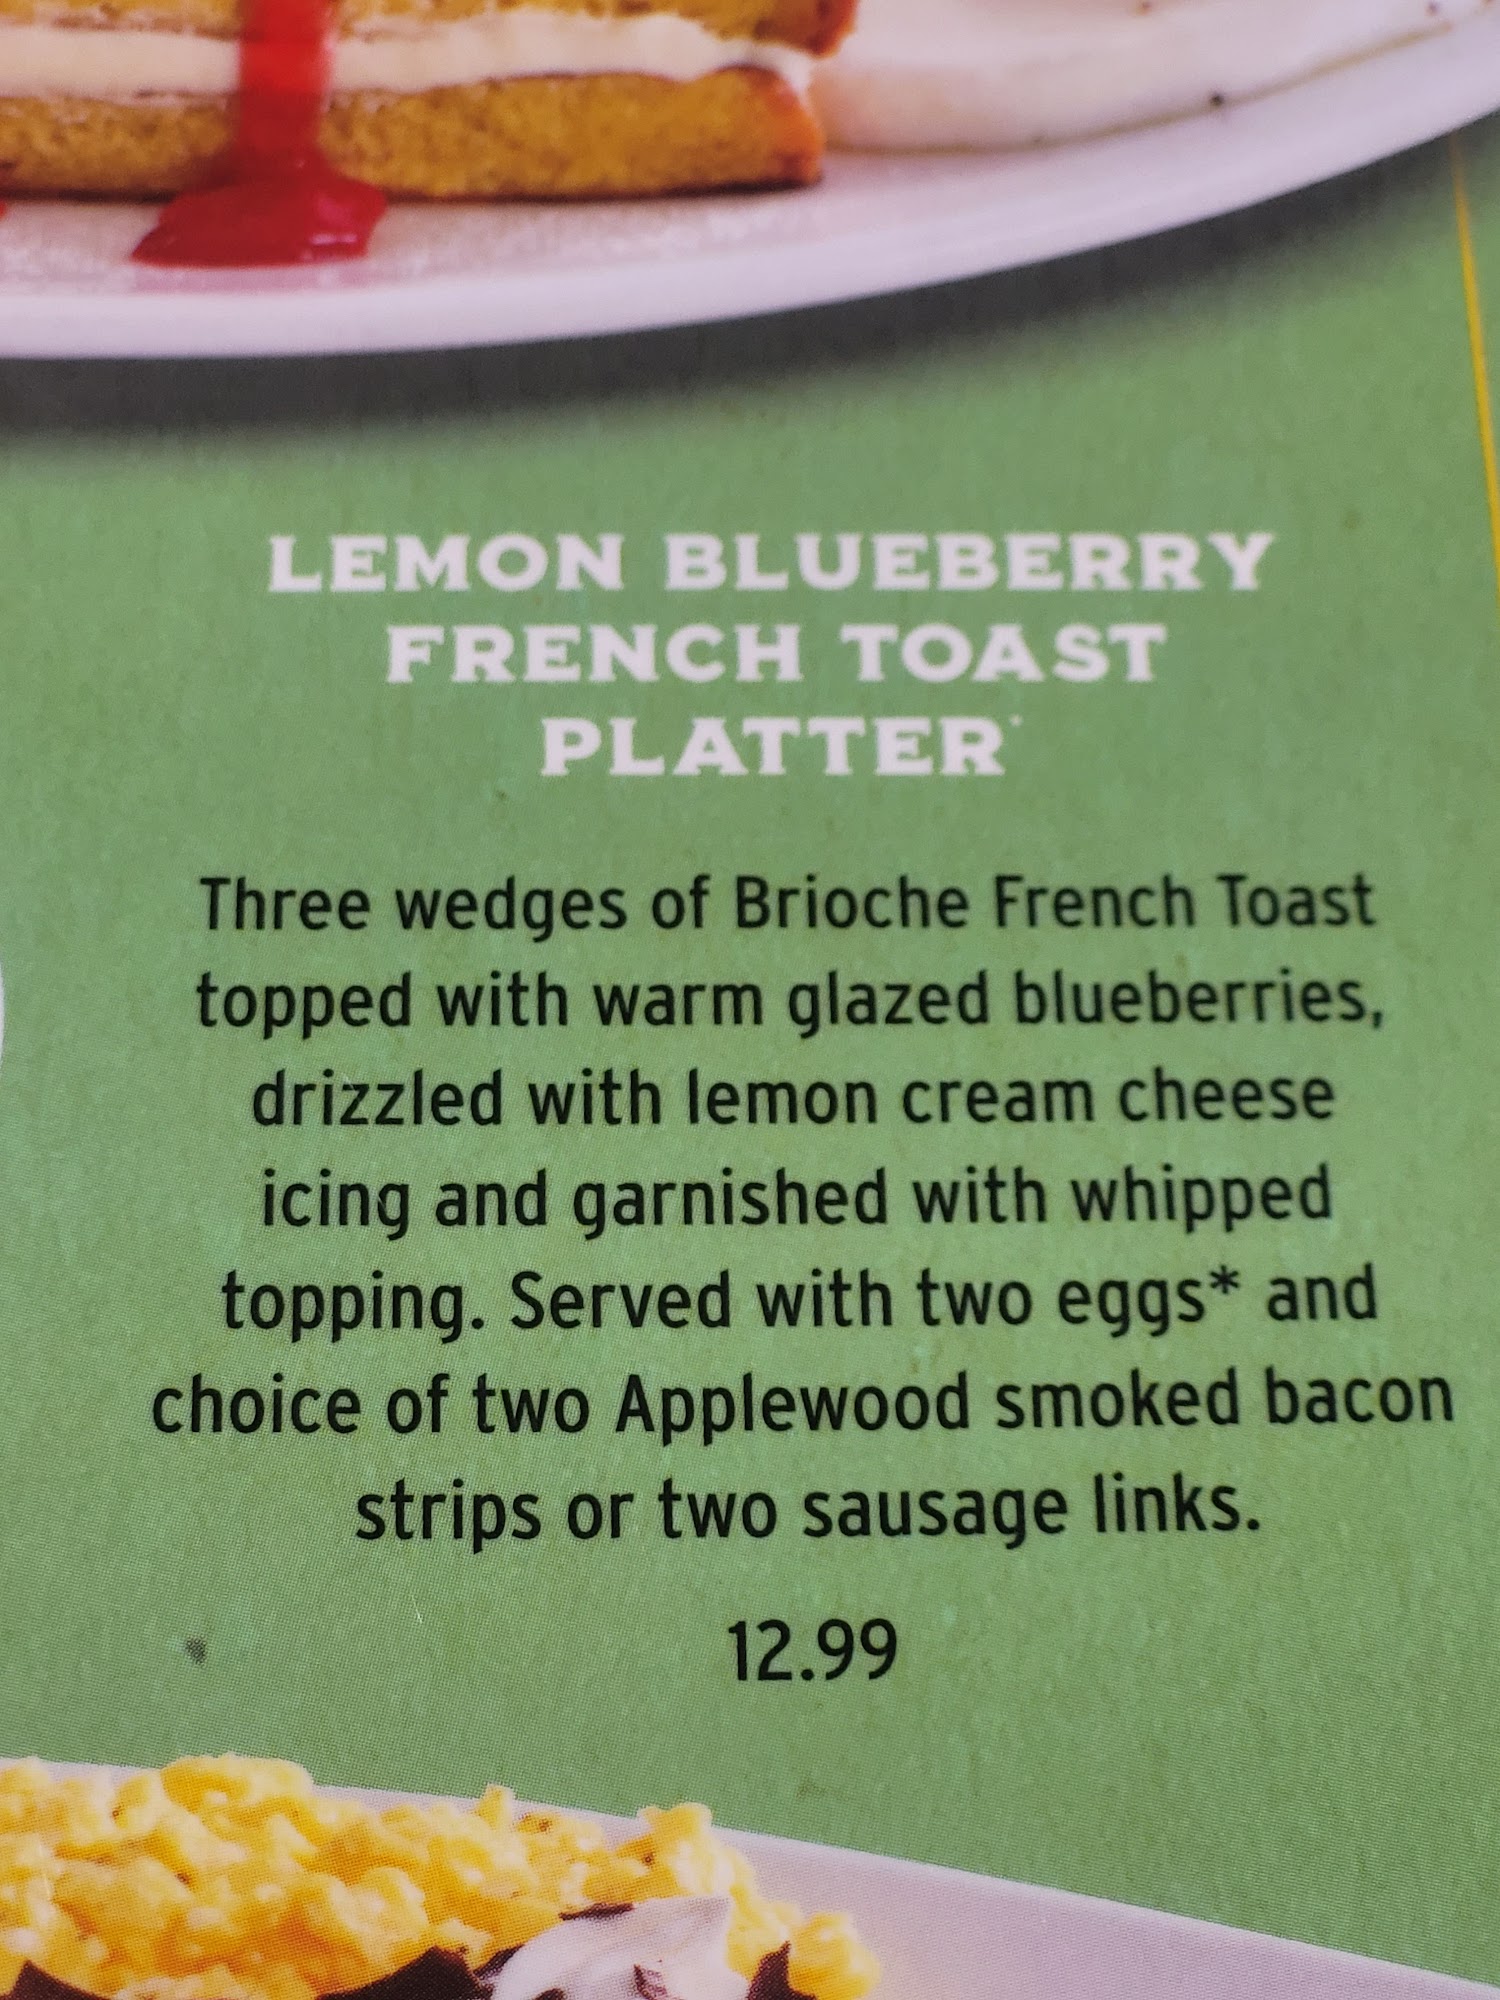 LEMON BLUEBERRY
FRENCH TOAST
PLATTER*
Three wedges of Brioche French Toast
topped with warm glazed blueberries,
drizzled with lemon cream cheese
icing and garnished with whipped
topping. Served with two eggs* and
choice of two Applewood smoked bacon
strips or two sausage links.
12.99